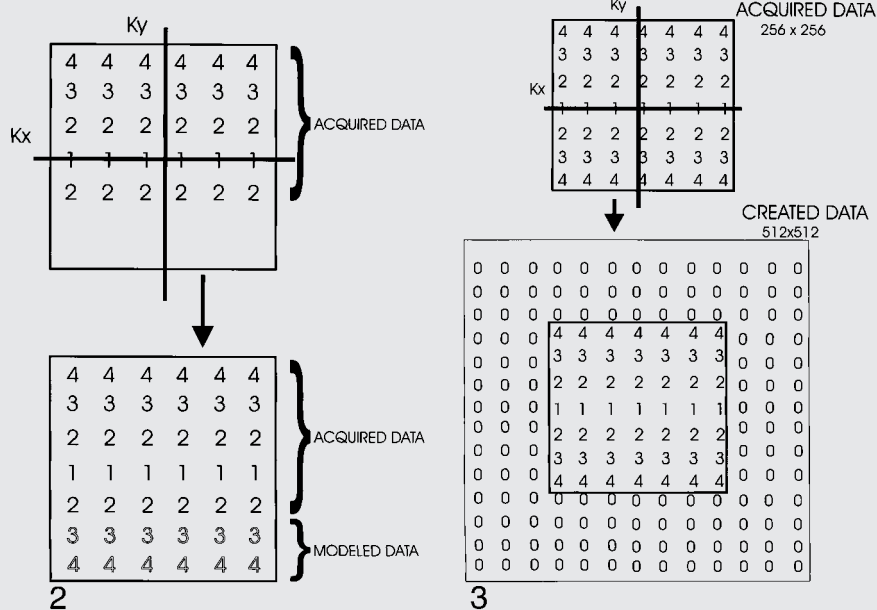 Ky
4 4 4 4 4 4
3 3 3 3 3 3
2 2 2 2 2 2
Kx
1 1 1 1 1 1
2 2 2 2 2 2
ACQUIRED DATA
4 4 4 4 4 4
3 3 3 3 3 3
2 2 2 2 2 2
1 1 1 1 1 1
2 2 2 2 2 2
ACQUIRED DATA
3 3 3 3 3 3
4 4 4 4 4 4
MODELED DATA
2
Ky
ACQUIRED DATA
256 x 256
4 4 4 4 4 4 4
3 3 3 3 3 3 3
2 2 2 2 2 2 2
Kx
1 1 1 1 1 1 1
2 2 2 2 2 2 2
3 3 3 3 3 3 3
4 4 4 4 4 4 4
CREATED DATA
512x512
0 0 0 0 0 0 0 0 0 0 0 0 0
0 0 0 0 0 0 0 0 0 0 0 0 0
0 0 0 0 0 0 0 0 0 0 0 0 0
0 0 0 4 4 4 4 4 4 4 0 0 0
0 0 0 3 3 3 3 3 3 3 0 0 0
0 0 0 2 2 2 2 2 2 2 0 0 0
0 0 0 1 1 1 1 1 1 1 0 0 0
0 0 0 2 2 2 2 2 2 2 0 0 0
0 0 0 3 3 3 3 3 3 3 0 0 0
0 0 0 4 4 4 4 4 4 4 0 0 0
0 0 0 0 0 0 0 0 0 0 0 0 0
0 0 0 0 0 0 0 0 0 0 0 0 0
0 0 0 0 0 0 0 0 0 0 0 0 0
0 0 0 0 0 0 0 0 0 0 0 0 0
3